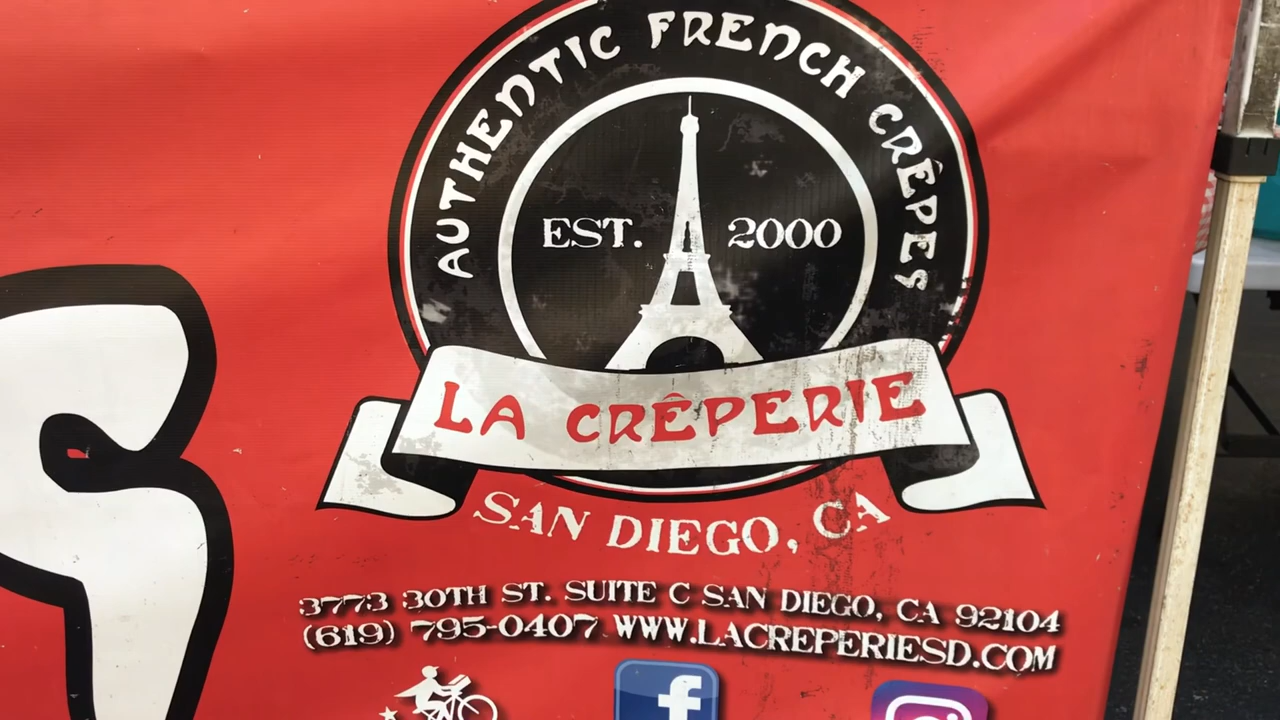 AUTHENTIC FRENCH CRÊPES
EST. 2000
LA CRÊPERIE
SAN DIEGO, CA
3773 30TH ST. SUITE C SAN DIEGO, CA 92104
(619) 795-0407 WWW.LACREPERIESD.COM